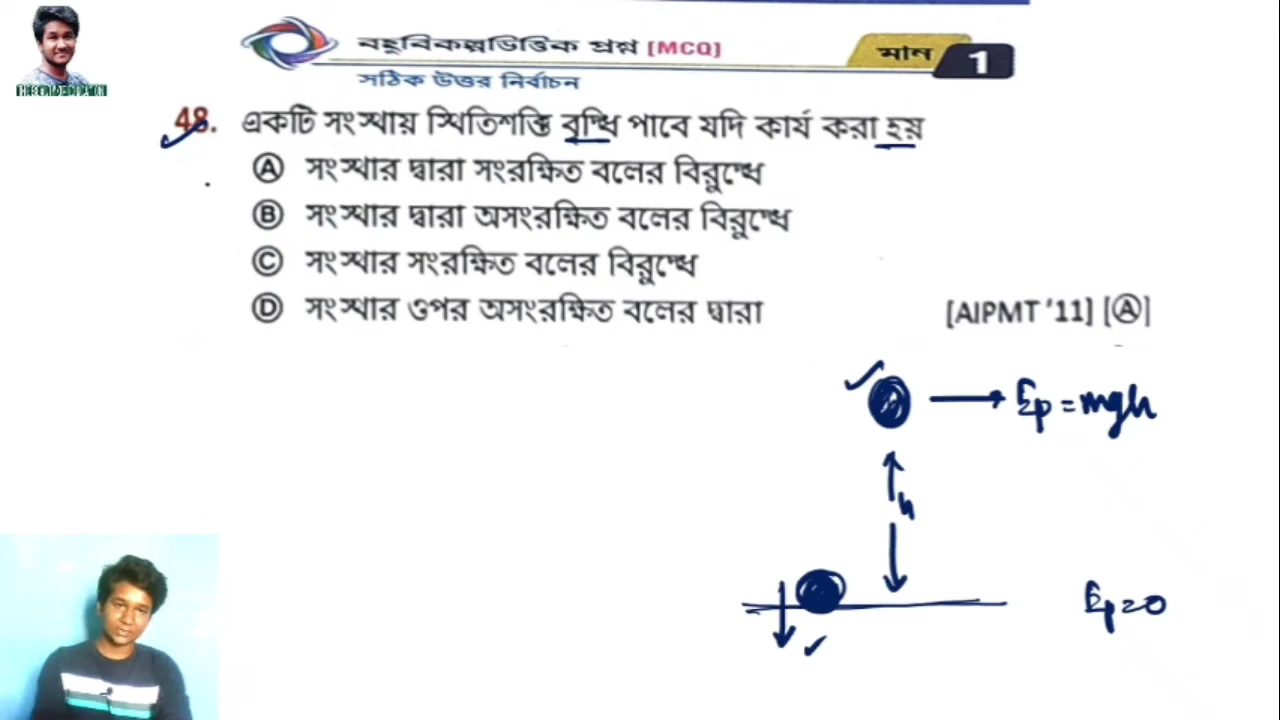 বহুবিকল্পভিত্তিক প্রশ্ন [MCQ]
মান 1
সঠিক উত্তর নির্বাচন
48. একটি সংস্থায় স্থিতিশক্তি বৃদ্ধি পাবে যদি কার্য করা হয়
Ⓐ সংস্থার দ্বারা সংরক্ষিত বলের বিরুদ্ধে
Ⓑ সংস্থার দ্বারা অসংরক্ষিত বলের বিরুদ্ধে
Ⓒ সংস্থার সংরক্ষিত বলের বিরুদ্ধে
Ⓓ সংস্থার ওপর অসংরক্ষিত বলের দ্বারা [AIPMT '11] [Ⓐ]
Ep = mgh
h
Ep = 0